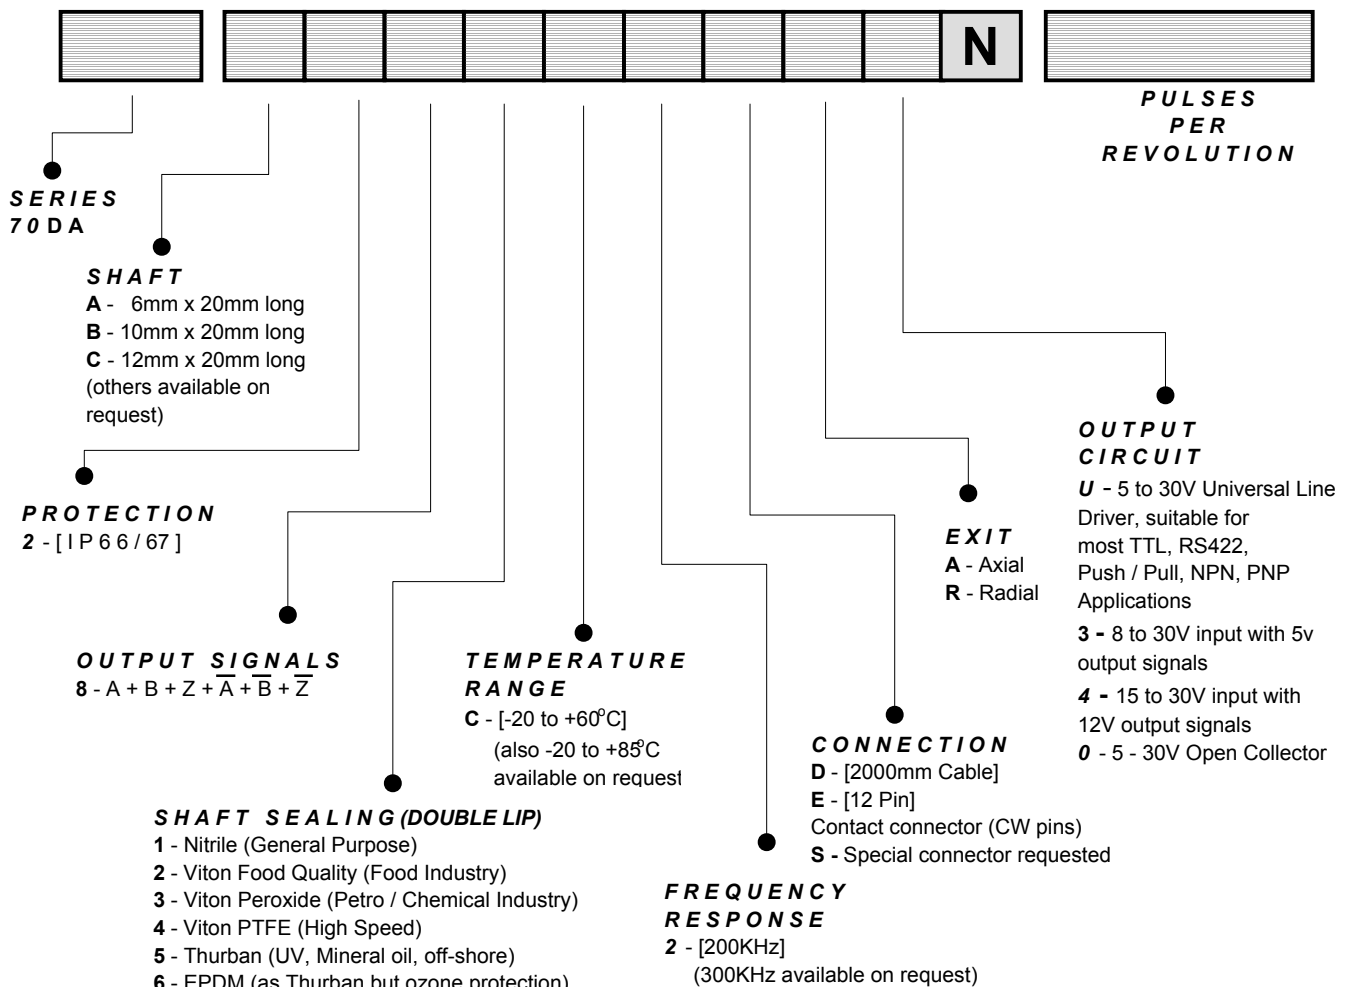 N
PULSES
PER
REVOLUTION
SERIES
70 DA
SHAFT
A - 6mm x 20mm long
B - 10mm x 20mm long
C - 12mm x 20mm long
(others available on
request)
PROTECTION
2 - [IP66/67]
OUTPUT SIGNALS
8 - A + B + Z + A̅ + B̅ + Z̅
SHAFT SEALING (DOUBLE LIP)
1 - Nitrile (General Purpose)
2 - Viton Food Quality (Food Industry)
3 - Viton Peroxide (Petro / Chemical Industry)
4 - Viton PTFE (High Speed)
5 - Thurban (UV, Mineral oil, off-shore)
6 - EPDM (as Thurban but ozone protection)
TEMPERATURE
RANGE
C - [-20 to +60°C]
(also -20 to +85°C
available on request
FREQUENCY
RESPONSE
2 - [200KHz]
(300KHz available on request)
CONNECTION
D - [2000mm Cable]
E - [12 Pin]
Contact connector (CW pins)
S - Special connector requested
EXIT
A - Axial
R - Radial
OUTPUT
CIRCUIT
U - 5 to 30V Universal Line
Driver, suitable for
most TTL, RS422,
Push / Pull, NPN, PNP
Applications
3 - 8 to 30V input with 5v
output signals
4 - 15 to 30V input with
12V output signals
0 - 5 - 30V Open Collector